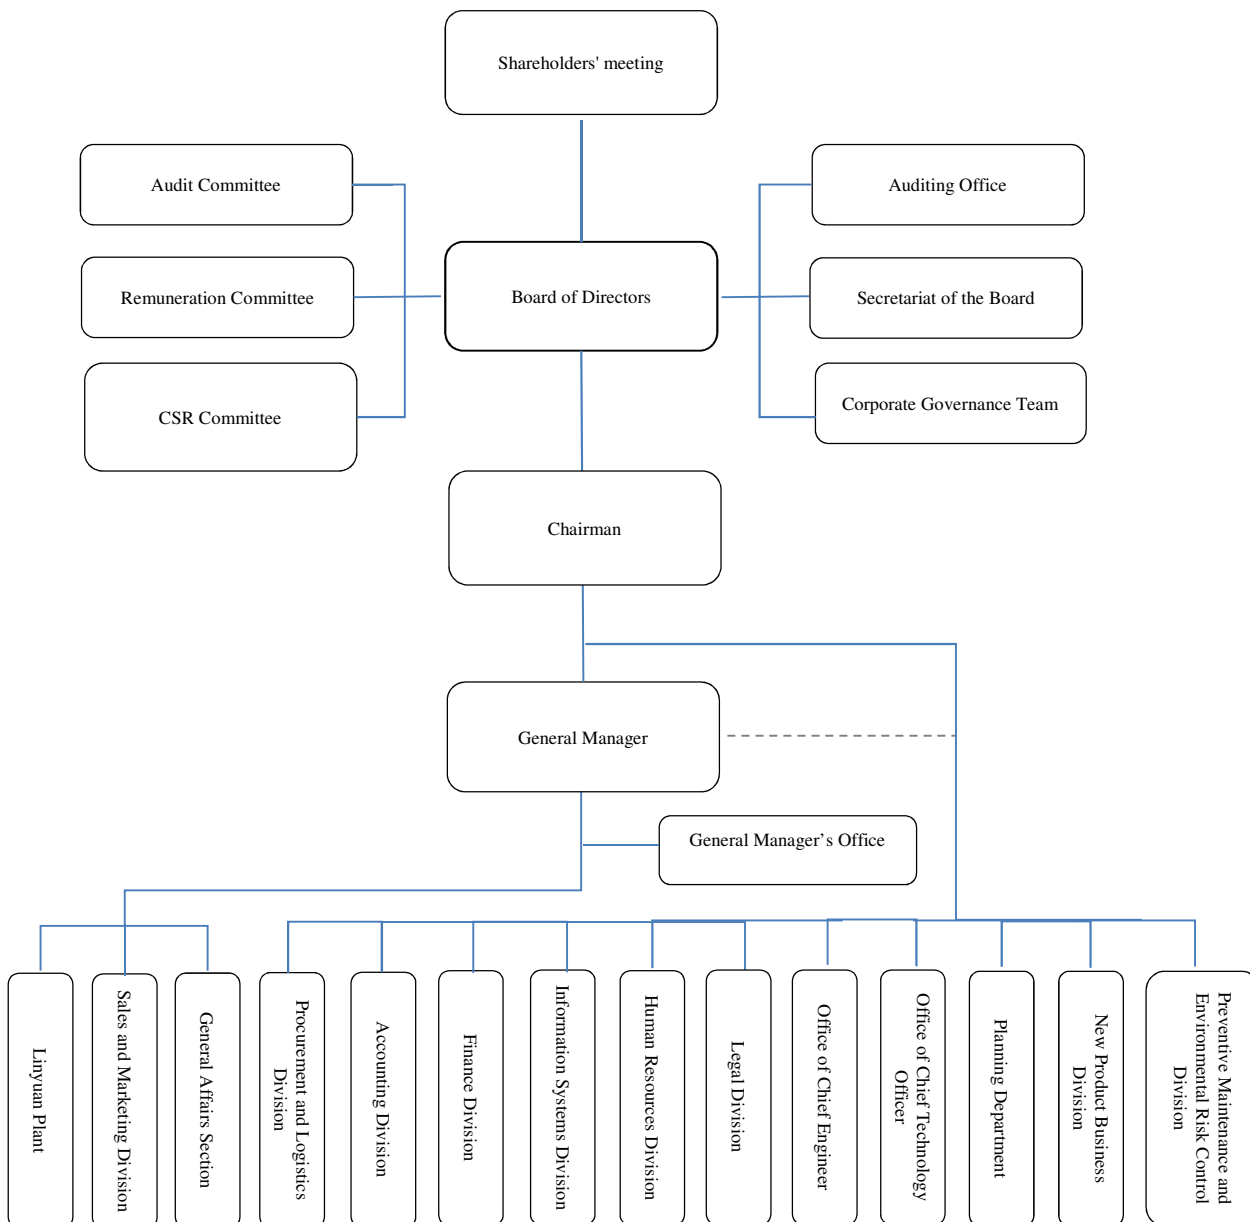 Shareholders' meeting
Audit Committee
Auditing Office
Remuneration Committee
Board of Directors
Secretariat of the Board
CSR Committee
Corporate Governance Team
Chairman
General Manager
General Manager’s Office
Linyuan Plant
Sales and Marketing Division
General Affairs Section
Procurement and Logistics
Division
Accounting Division
Finance Division
Information Systems Division
Human Resources Division
Legal Division
Office of Chief Engineer
Office of Chief Technology
Officer
Planning Department
New Product Business
Division
Preventive Maintenance and
Environmental Risk Control
Division